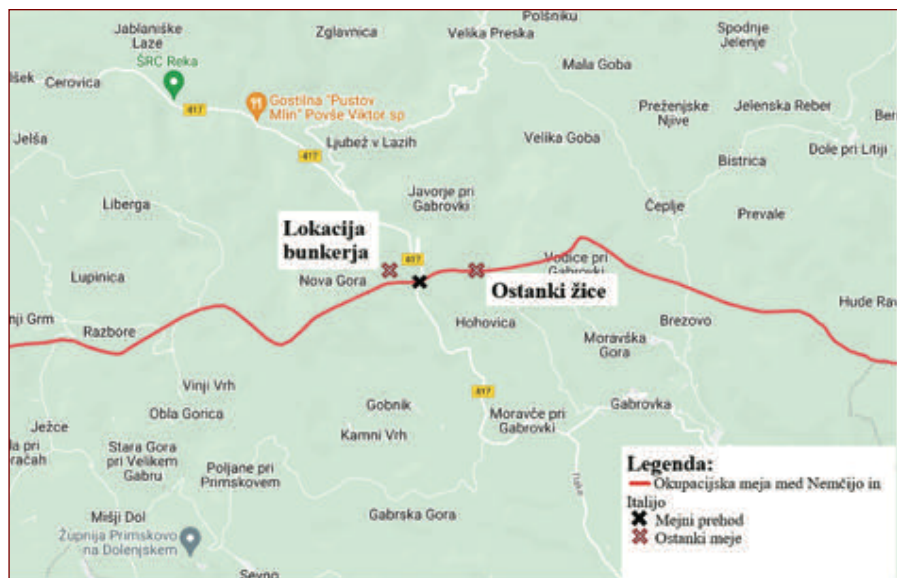 Polšniku
Jablaniške
Laze
Zglavnica
Velika Preska
Spodnje
Jelenje
ŠRC Reka
Cerovica
Mala Goba
417
Gostilna "Pustov
Mlin" Povše Viktor sp
Preženjske
Njive
Jelenska Reber
Jelša
Ljubež v Lazih
Velika Goba
417
Dole pri Litiji
Bistrica
Javorje pri
Gabrovki
Liberga
Čeplje
Prevale
Lokacija
bunkerja
417
Vodice pri
Gabrovki
Lupinica
Nova Gora
Ostanki žice
Hude Rav
nji Grm
Razbore
Hohovica
Brezovo
Moravška
Gora
Vinji Vrh
417
Obla Gorica
Gobnik
Gabrovka
Moravče pri
Gabrovki
Ježce
Kamni Vrh
Stara Gora
pri Velikem
Gabru
Poljane pri
Primskovem
Legenda:
Okupacijska meja med Nemčijo in
Italijo
Mejni prehod
Ostanki meje
Mišji Dol
Gabrska Gora
Župnija Primskovo
na Dolenjskem
Sevno